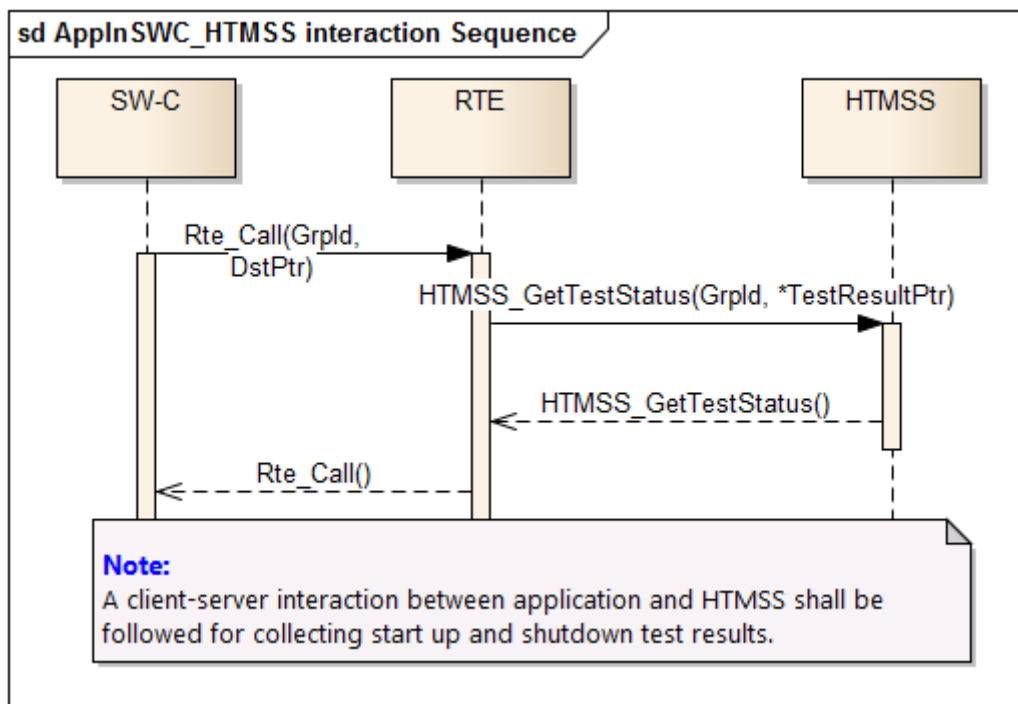 sd AppInSWC_HTMSS interaction Sequence
SW-C
RTE
HTMSS
Rte_Call(GrpId,
DstPtr)
HTMSS_GetTestStatus(GrpId, *TestResultPtr)
HTMSS_GetTestStatus()
Rte_Call()
Note:
A client-server interaction between application and HTMSS shall be
followed for collecting start up and shutdown test results.